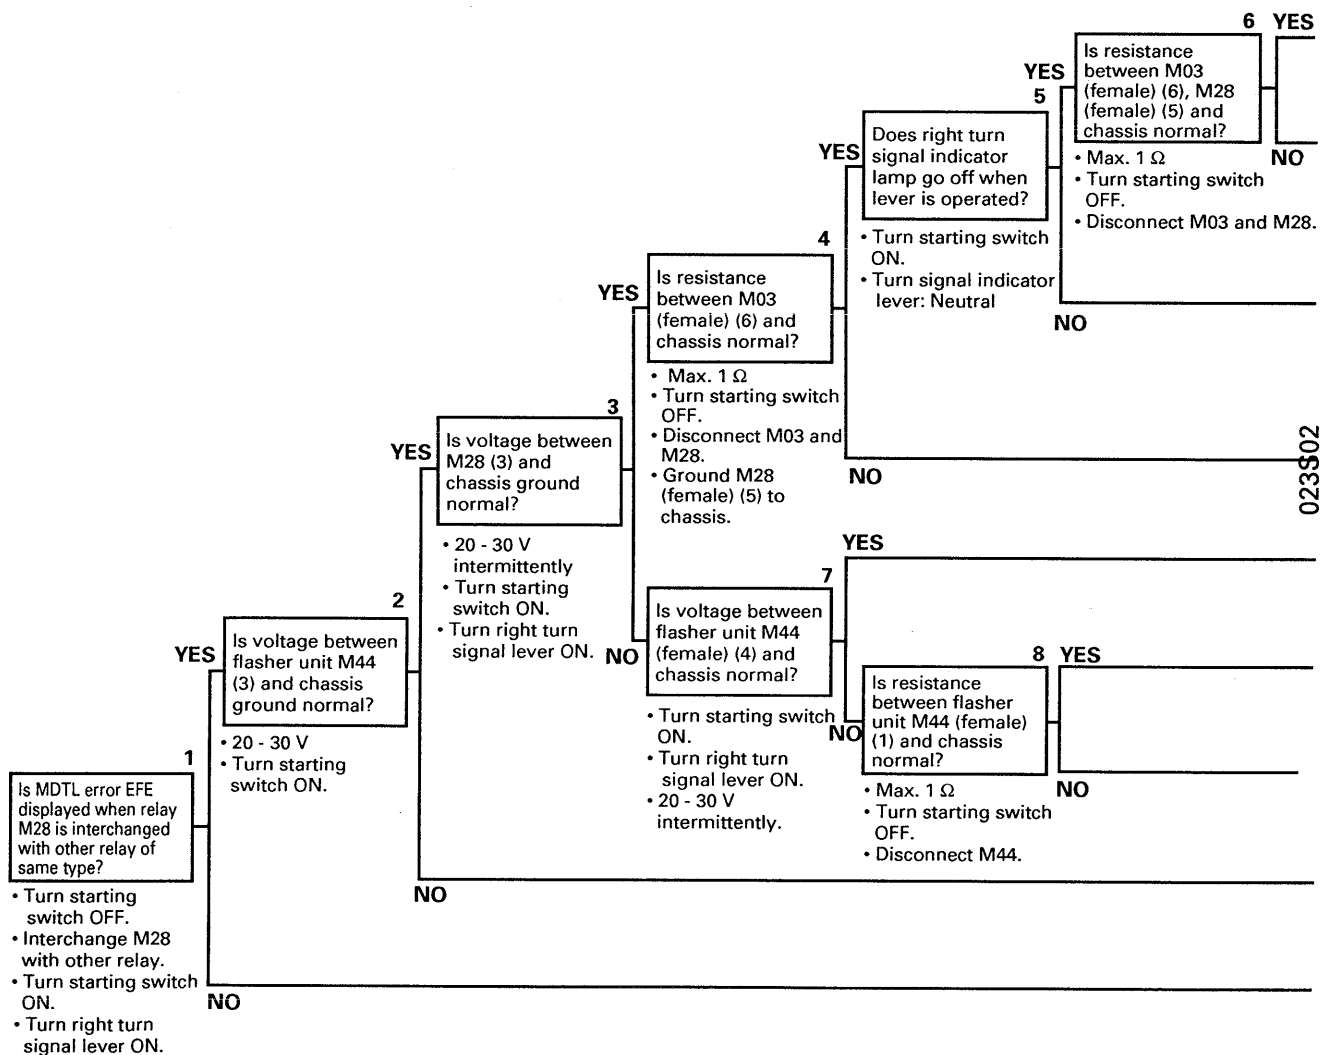 1
Is MDTL error EFE
displayed when relay
M28 is interchanged
with other relay of
same type?
• Turn starting
switch OFF.
• Interchange M28
with other relay.
• Turn starting switch
ON.
• Turn right turn
signal lever ON.
YES
NO
2
Is voltage between
flasher unit M44
(3) and chassis
ground normal?
• 20 - 30 V
• Turn starting
switch ON.
YES
NO
3
Is voltage between
M28 (3) and
chassis ground
normal?
• 20 - 30 V
intermittently
• Turn starting
switch ON.
• Turn right turn
signal lever ON.
YES
NO
4
Is resistance
between M03
(female) (6) and
chassis normal?
• Max. 1 Ω
• Turn starting switch
OFF.
• Disconnect M03 and
M28.
• Ground M28
(female) (5) to
chassis.
YES
NO
5
Does right turn
signal indicator
lamp go off when
lever is operated?
• Turn starting switch
ON.
• Turn signal indicator
lever: Neutral
YES
NO
6
Is resistance
between M03
(female) (6), M28
(female) (5) and
chassis normal?
• Max. 1 Ω
• Turn starting switch
OFF.
• Disconnect M03 and M28.
YES
NO
7
Is voltage between
flasher unit M44
(female) (4) and
chassis normal?
• Turn starting switch
ON.
• Turn right turn
signal lever ON.
• 20 - 30 V
intermittently.
YES
NO
8
Is resistance
between flasher
unit M44 (female)
(1) and chassis
normal?
• Max. 1 Ω
• Turn starting switch
OFF.
• Disconnect M44.
YES
NO
023S02